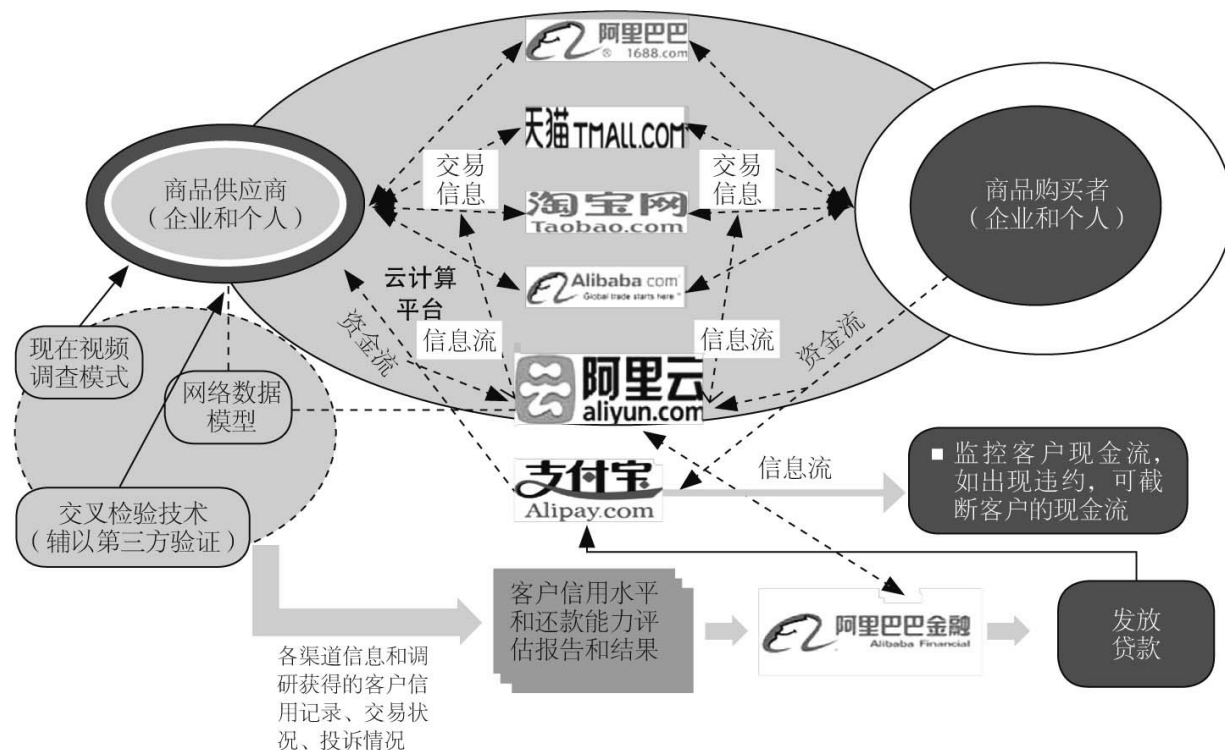 阿里巴巴
® 1688.com
天猫 TMALL.COM
交易
信息
交易
信息
商品供应商
（企业和个人）
淘宝网
Taobao.com
商品购买者
（企业和个人）
云计算
平台
Alibaba.com
Global trade starts here™
资金流
信息流
信息流
资金流
现在视频
调查模式
网络数据
模型
阿里云
aliyun.com
交叉检验技术
（辅以第三方验证）
支付宝
Alipay.com
信息流
■ 监控客户现金流，
如出现违约，可截
断客户的现金流
客户信用水平
和还款能力评
估报告和结果
阿里巴巴金融
Alibaba Financial
发放
贷款
各渠道信息和调
研获得的客户信
用记录、交易状
况、投诉情况